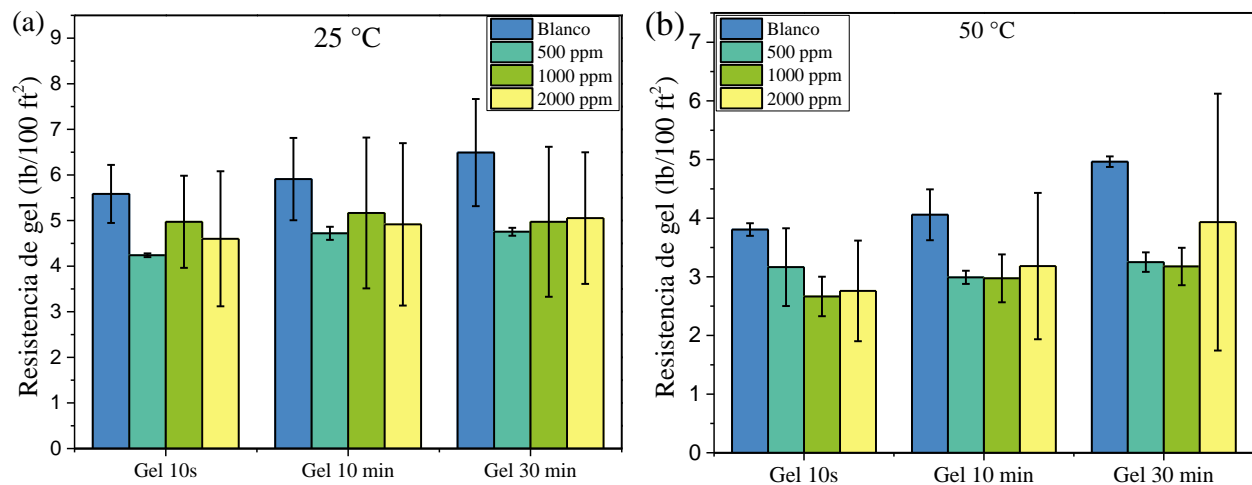 (a)
25 °C
Blanco
500 ppm
1000 ppm
2000 ppm
Resistencia de gel (lb/100 ft²)
9
8
7
6
5
4
3
2
1
0
Gel 10s Gel 10 min Gel 30 min
(b)
50 °C
Blanco
500 ppm
1000 ppm
2000 ppm
Resistencia de gel (lb/100 ft²)
7
6
5
4
3
2
1
0
Gel 10s Gel 10 min Gel 30 min